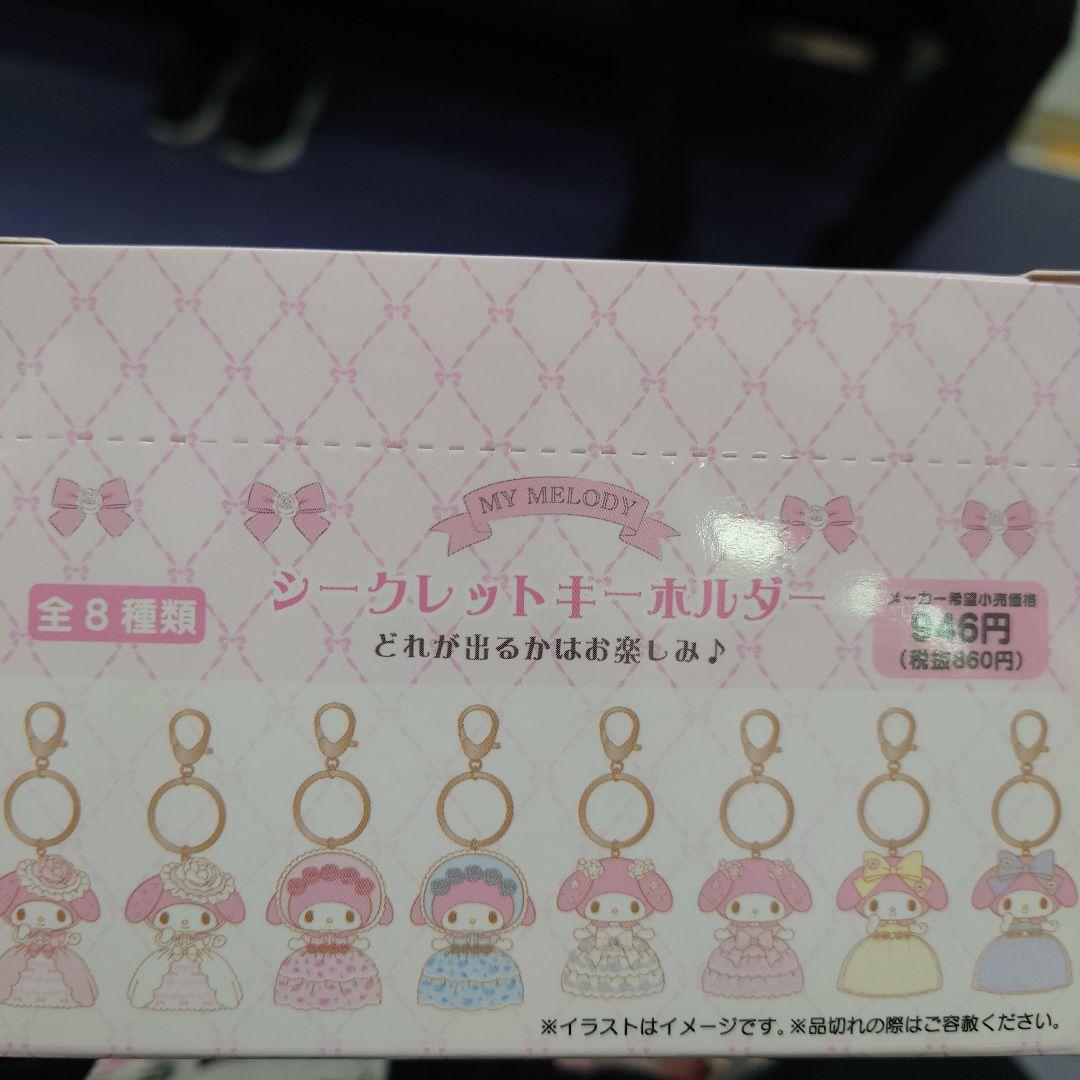 MY MELODY
シークレットキーホルダー
どれが出るかはお楽しみ♪
全8種類
メーカー希望小売価格
946円
(税抜860円)
※イラストはイメージです。※品切れの際はご容赦ください。